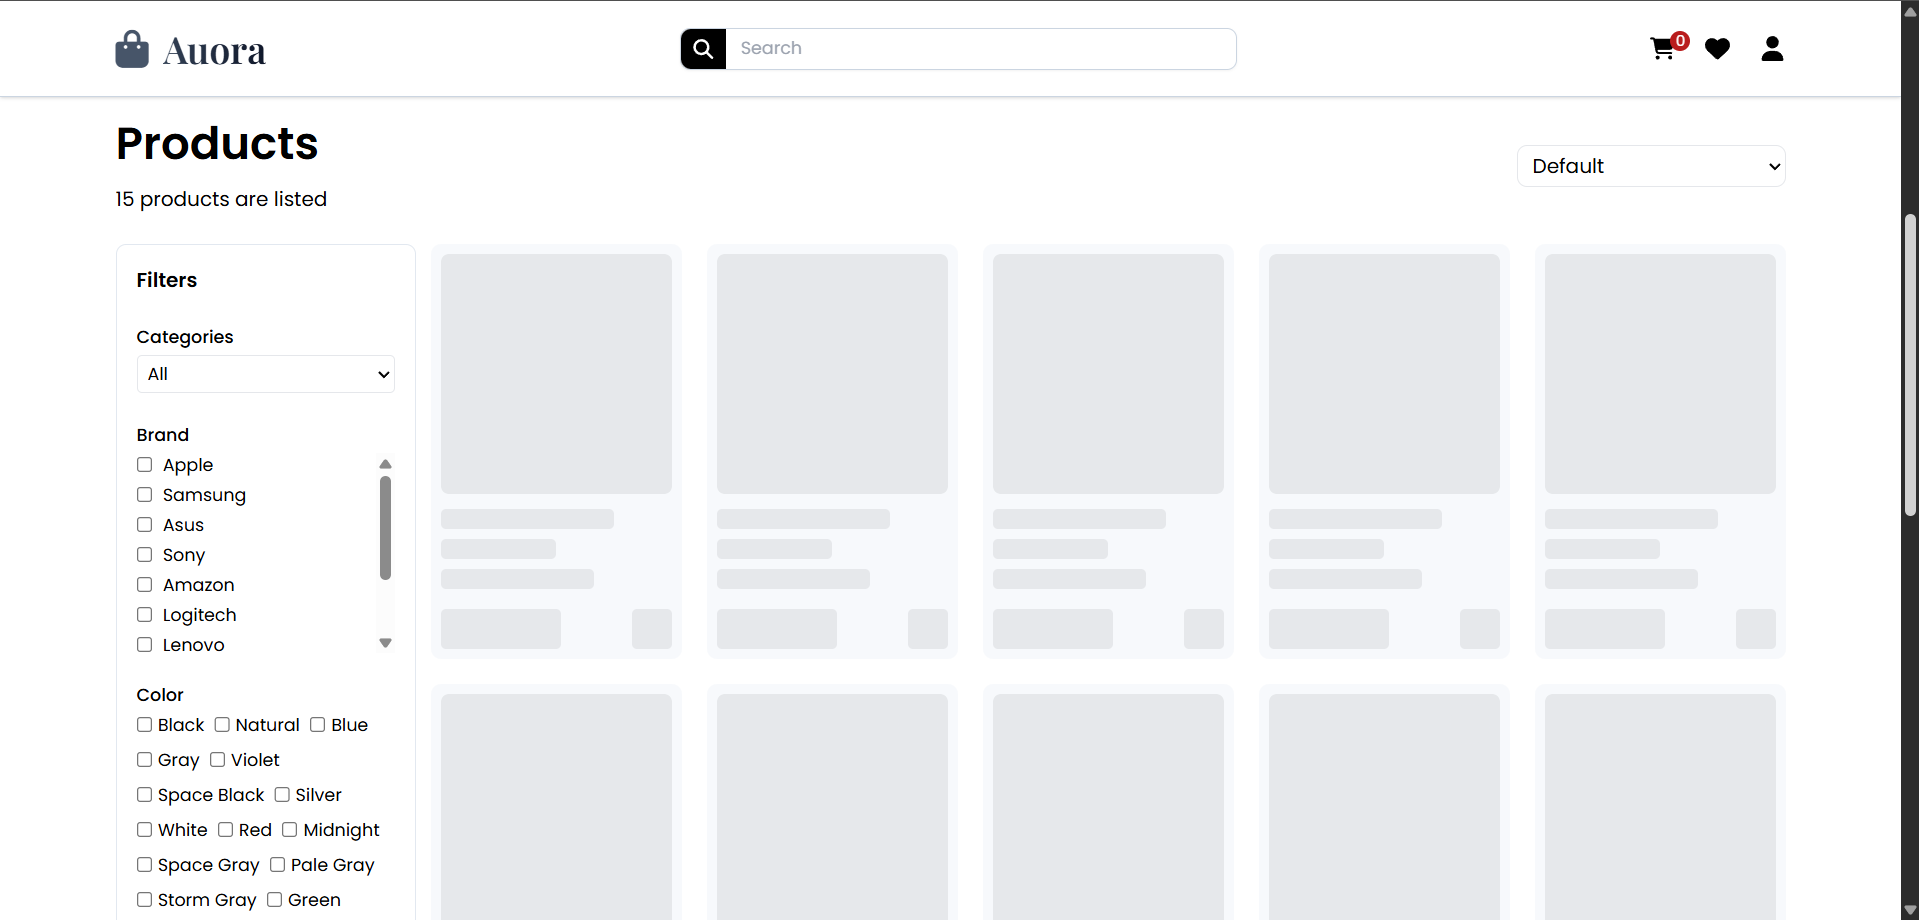 Auora
Search
0
Products
Default
15 products are listed
Filters
Categories
All
Brand
Apple
Samsung
Asus
Sony
Amazon
Logitech
Lenovo
Color
Black Natural Blue
Gray Violet
Space Black Silver
White Red Midnight
Space Gray Pale Gray
Storm Gray Green